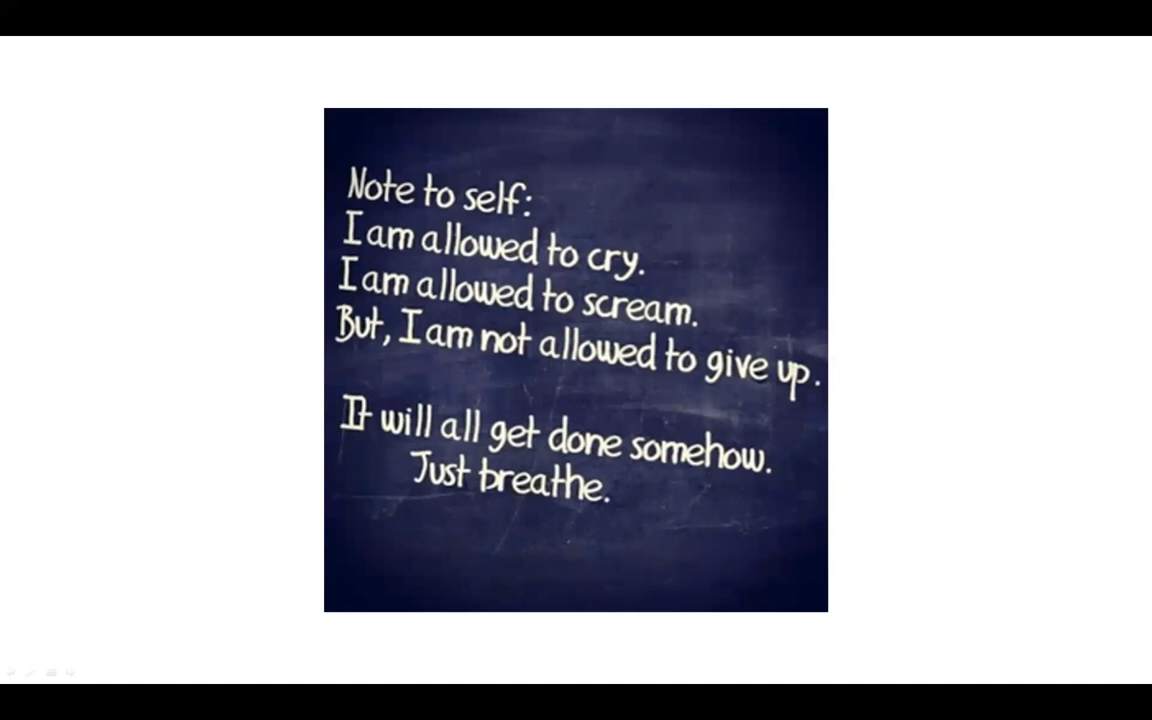 Note to self:
I am allowed to cry.
I am allowed to scream.
But, I am not allowed to give up.
It will all get done somehow.
Just breathe.